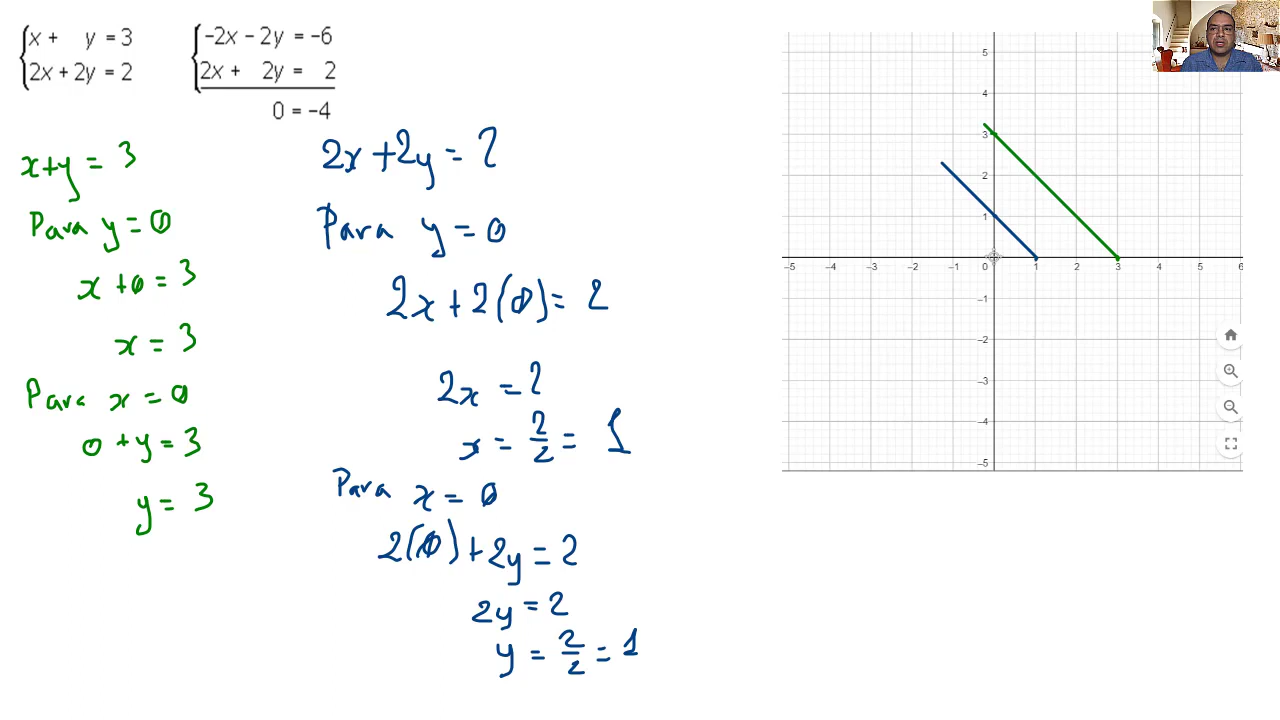 x + y = 3
2x + 2y = 2
-2x - 2y = -6
2x + 2y = 2
0 = -4
x+y = 3
Para y = 0
x + 0 = 3
x = 3
Para x = 0
0 + y = 3
y = 3
2x + 2y = 2
Para y = 0
2x + 2(0) = 2
2x = 2
x = 2/2 = 1
Para x = 0
2(0) + 2y = 2
2y = 2
y = 2/2 = 1
5
4
3
2
1
-5 -4 -3 -2 -1 0 1 2 3 4 5 6
-1
-2
-3
-4
-5